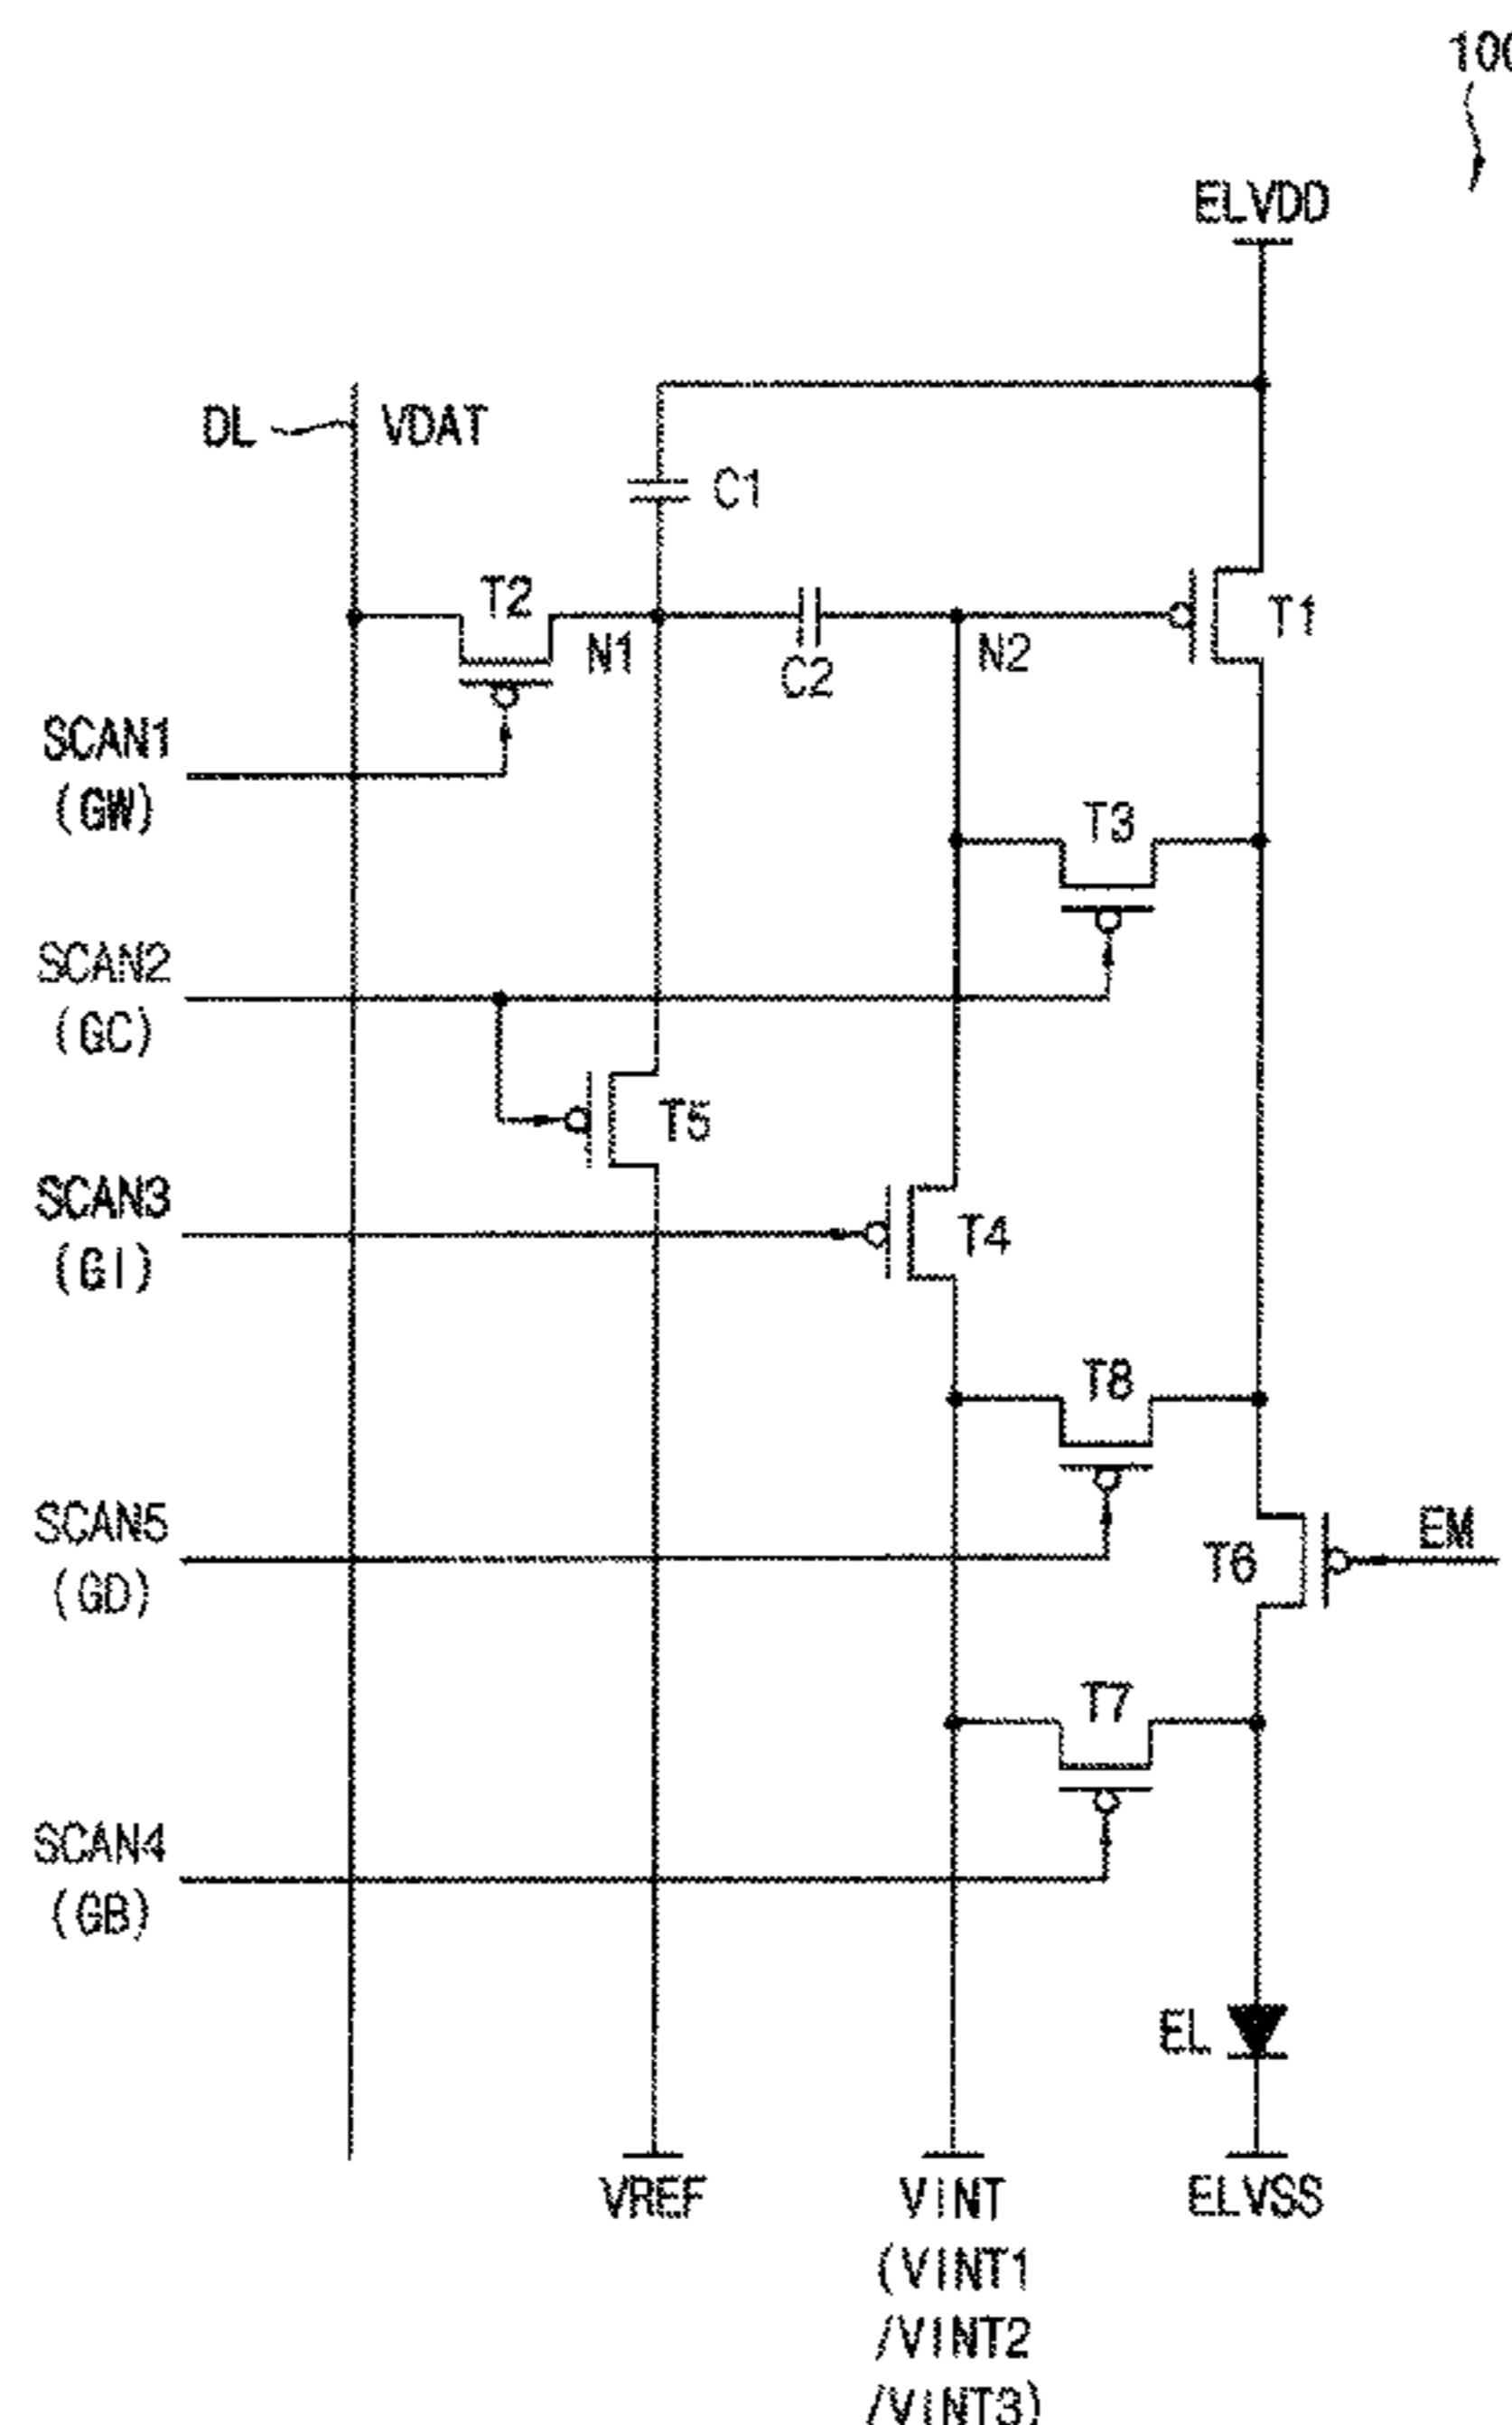 100
ELVDD
DL
VDAT
C1
T2
T1
N1
C2
N2
SCAN1
(GW)
T3
SCAN2
(GC)
T5
SCAN3
(GI)
T4
T8
SCAN5
(GD)
T6
EM
T7
SCAN4
(GB)
EL
VREF
VINT
(VINT1
/VINT2
/VINT3)
ELVSS